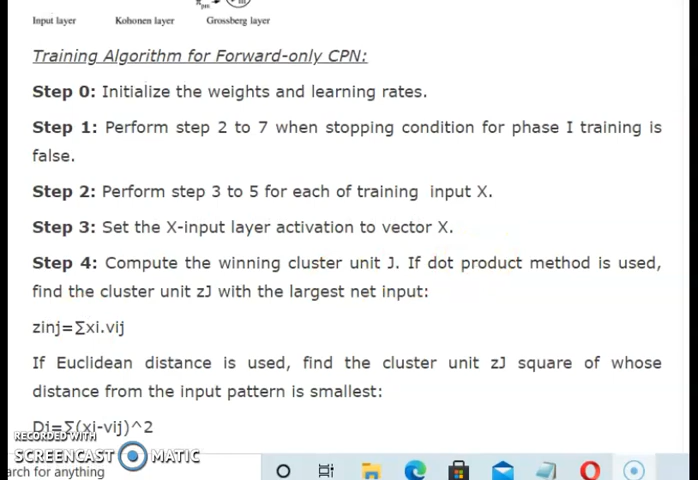 Input layer Kohonen layer Grossberg layer
Training Algorithm for Forward-only CPN:
Step 0: Initialize the weights and learning rates.
Step 1: Perform step 2 to 7 when stopping condition for phase I training is
false.
Step 2: Perform step 3 to 5 for each of training input X.
Step 3: Set the X-input layer activation to vector X.
Step 4: Compute the winning cluster unit J. If dot product method is used,
find the cluster unit zJ with the largest net input:
zinj=∑xi.vij
If Euclidean distance is used, find the cluster unit zJ square of whose
distance from the input pattern is smallest:
Dj=∑(xi-vij)^2
RECORDED WITH
SCREENCAST MATIC
arch for anything